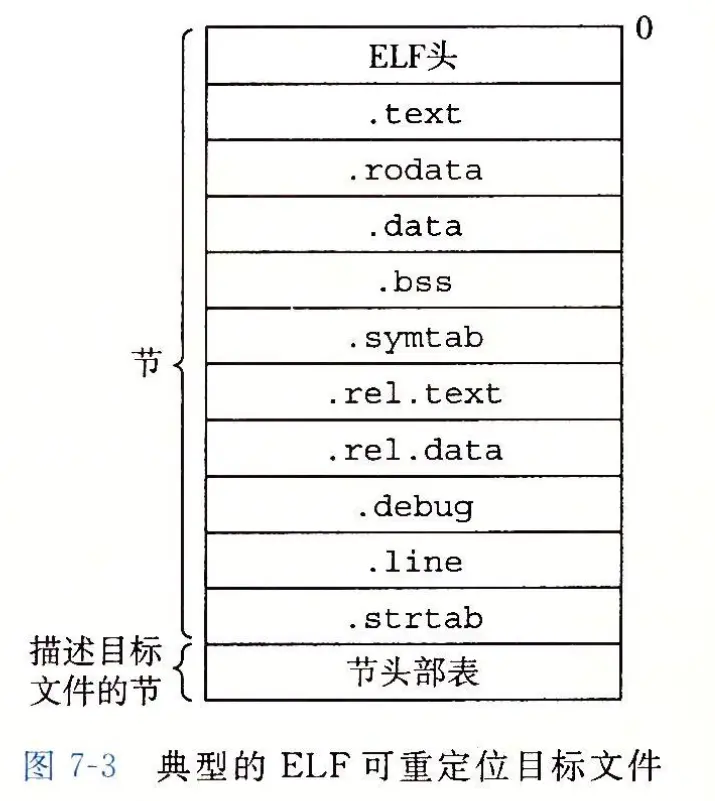 0
ELF头
.text
.rodata
.data
.bss
节
.symtab
.rel.text
.rel.data
.debug
.line
.strtab
描述目标
文件的节
节头部表
图 7-3 典型的 ELF 可重定位目标文件